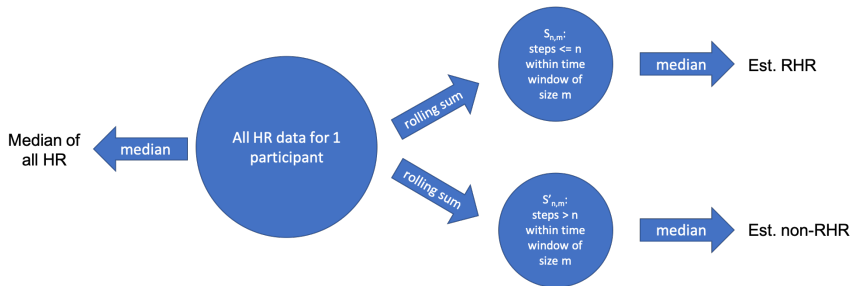 Median of
all HR
median
All HR data for 1
participant
rolling sum
rolling sum
Sn,m:
steps <= n
within time
window of
size m
median
Est. RHR
S'n,m:
steps > n
within time
window of
size m
median
Est. non-RHR